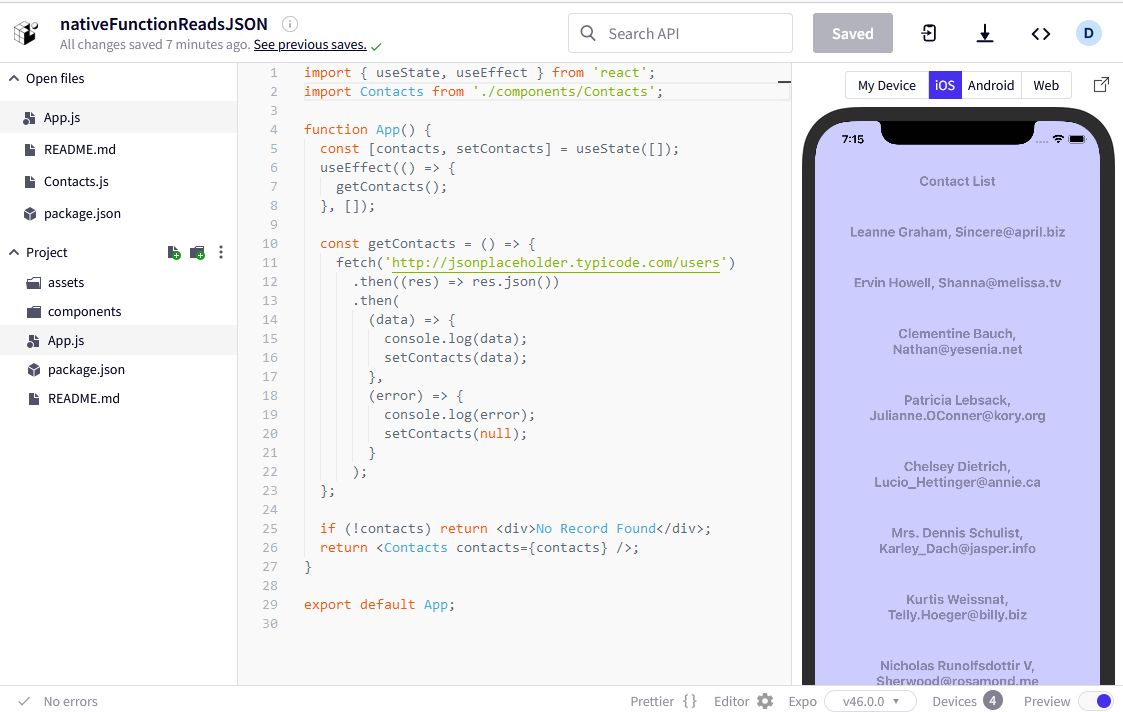 nativeFunctionReadsJSON
All changes saved 7 minutes ago. See previous saves.
Search API
Saved
D
Open files
App.js
README.md
Contacts.js
package.json
Project
assets
components
App.js
package.json
README.md
1 import { useState, useEffect } from 'react';
2 import Contacts from './components/Contacts';
3
4 function App() {
5 const [contacts, setContacts] = useState([]);
6 useEffect(() => {
7 getContacts();
8 }, []);
9
10 const getContacts = () => {
11 fetch('http://jsonplaceholder.typicode.com/users')
12 .then((res) => res.json())
13 .then(
14 (data) => {
15 console.log(data);
16 setContacts(data);
17 },
18 (error) => {
19 console.log(error);
20 setContacts(null);
21 }
22 );
23 };
24
25 if (!contacts) return <div>No Record Found</div>;
26 return <Contacts contacts={contacts} />;
27 }
28
29 export default App;
30
My Device iOS Android Web
7:15
Contact List
Leanne Graham, Sincere@april.biz
Ervin Howell, Shanna@melissa.tv
Clementine Bauch,
Nathan@yesenia.net
Patricia Lebsack,
Julianne.OConner@kory.org
Chelsey Dietrich,
Lucio_Hettinger@annie.ca
Mrs. Dennis Schulist,
Karley_Dach@jasper.info
Kurtis Weissnat,
Telly.Hoeger@billy.biz
Nicholas Runolfsdottir V,
Sherwood@rosamond.me
No errors
Prettier {} Editor Expo v46.0.0 Devices 4 Preview